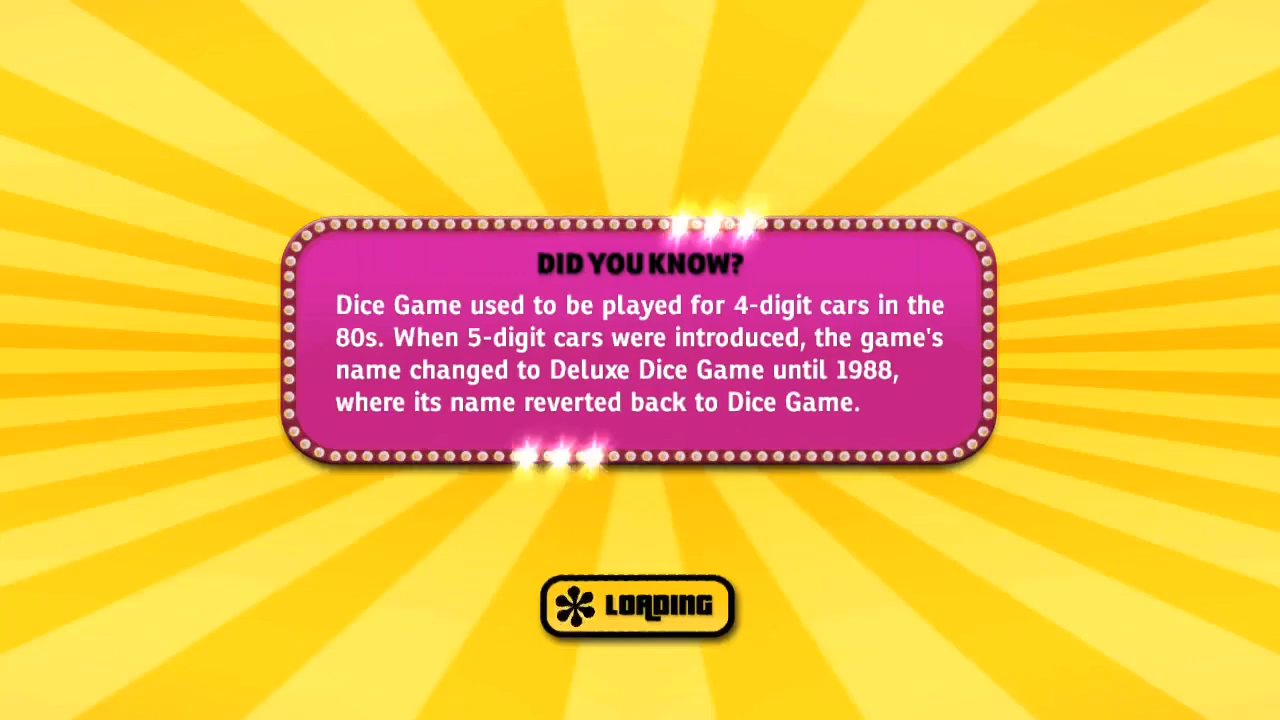 DID YOU KNOW?
Dice Game used to be played for 4-digit cars in the
80s. When 5-digit cars were introduced, the game's
name changed to Deluxe Dice Game until 1988,
where its name reverted back to Dice Game.
LOADING